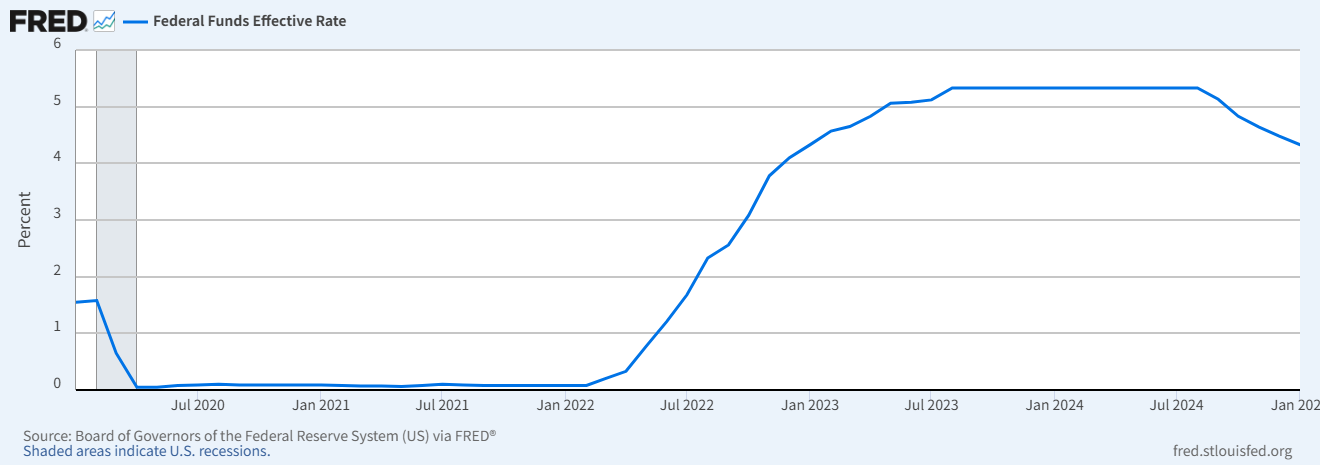 FRED Federal Funds Effective Rate
Percent
6
5
4
3
2
1
0
Jul 2020 Jan 2021 Jul 2021 Jan 2022 Jul 2022 Jan 2023 Jul 2023 Jan 2024 Jul 2024 Jan 202
Source: Board of Governors of the Federal Reserve System (US) via FRED®
Shaded areas indicate U.S. recessions.
fred.stlouisfed.org